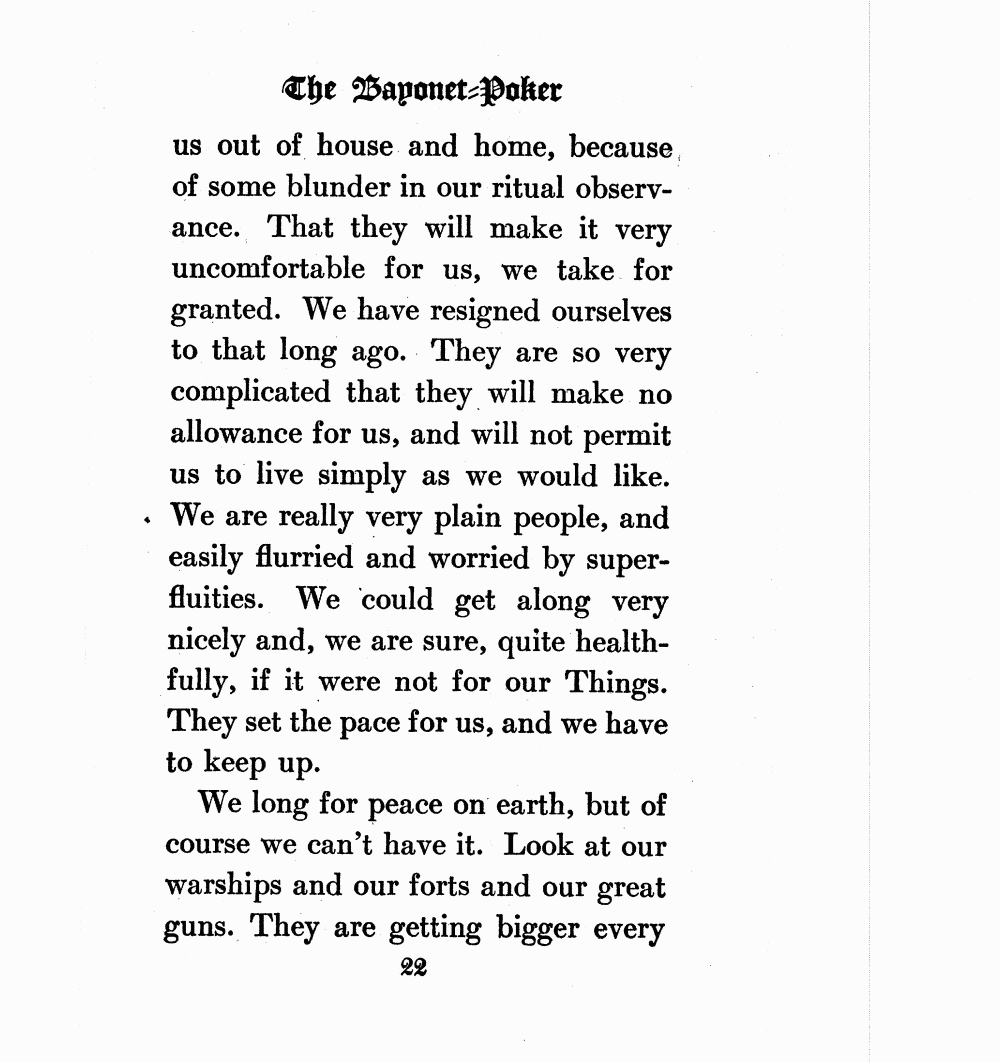 The Bayonet-Poker
us out of house and home, because
of some blunder in our ritual observ-
ance. That they will make it very
uncomfortable for us, we take for
granted. We have resigned ourselves
to that long ago. They are so very
complicated that they will make no
allowance for us, and will not permit
us to live simply as we would like.
We are really very plain people, and
easily flurried and worried by super-
fluities. We could get along very
nicely and, we are sure, quite health-
fully, if it were not for our Things.
They set the pace for us, and we have
to keep up.
We long for peace on earth, but of
course we can't have it. Look at our
warships and our forts and our great
guns. They are getting bigger every
22